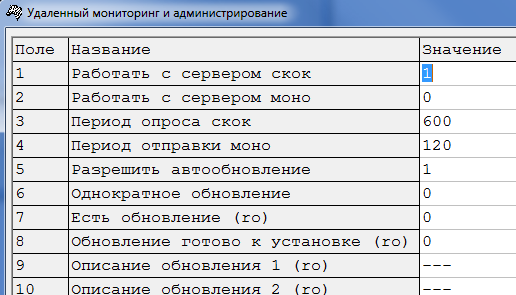 Удаленный мониторинг и администрирование
Поле Название Значение
1 Работать с сервером скок 1
2 Работать с сервером моно 0
3 Период опроса скок 600
4 Период отправки моно 120
5 Разрешить автообновление 1
6 Однократное обновление 0
7 Есть обновление (ro) 0
8 Обновление готово к установке (ro) 0
9 Описание обновления 1 (ro) ---
10 Описание обновления 2 (ro) ---